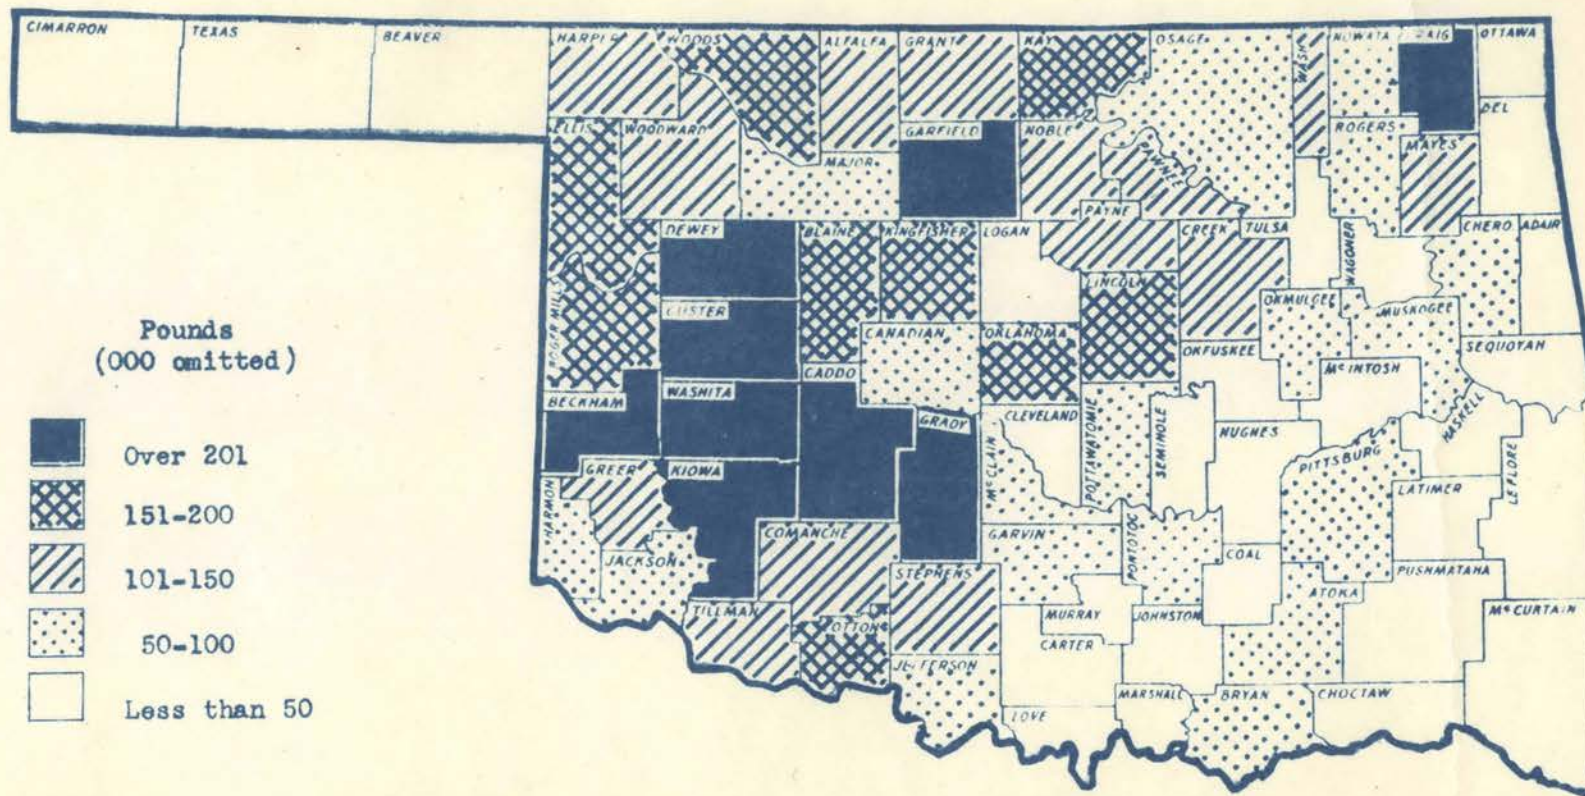 CIMARRON
TEXAS
BEAVER
HARPER
WOODS
ALFALFA
GRANT
KAY
OSAGE
WASH
NOWATA
CRAIG
OTTAWA
DEL
ELLIS
WOODWARD
MAJOR
GARFIELD
NOBLE
PAWNEE
ROGERS
MAYES
DEWEY
BLAINE
KINGFISHER
LOGAN
PAYNE
CREEK
TULSA
WAGONER
CHERO
ADAIR
ROGER MILLS
CUSTER
CANADIAN
OKLAHOMA
LINCOLN
OKMULGEE
MUSKOGEE
OKFUSKEE
McINTOSH
SEQUOYAH
BECKHAM
WASHITA
CADDO
GRADY
CLEVELAND
McCLAIN
POTTAWATOMIE
SEMINOLE
HUGHES
PITTSBURG
HASKELL
LATIMER
LEFLORE
GREER
KIOWA
HARMON
JACKSON
COMANCHE
STEPHENS
GARVIN
PONTOTOC
COAL
ATOKA
PUSHMATAHA
McCURTAIN
TILLMAN
COTTON
JEFFERSON
MURRAY
CARTER
JOHNSTON
MARSHALL
LOVE
BRYAN
CHOCTAW
Pounds
(000 omitted)
Over 201
151-200
101-150
50-100
Less than 50